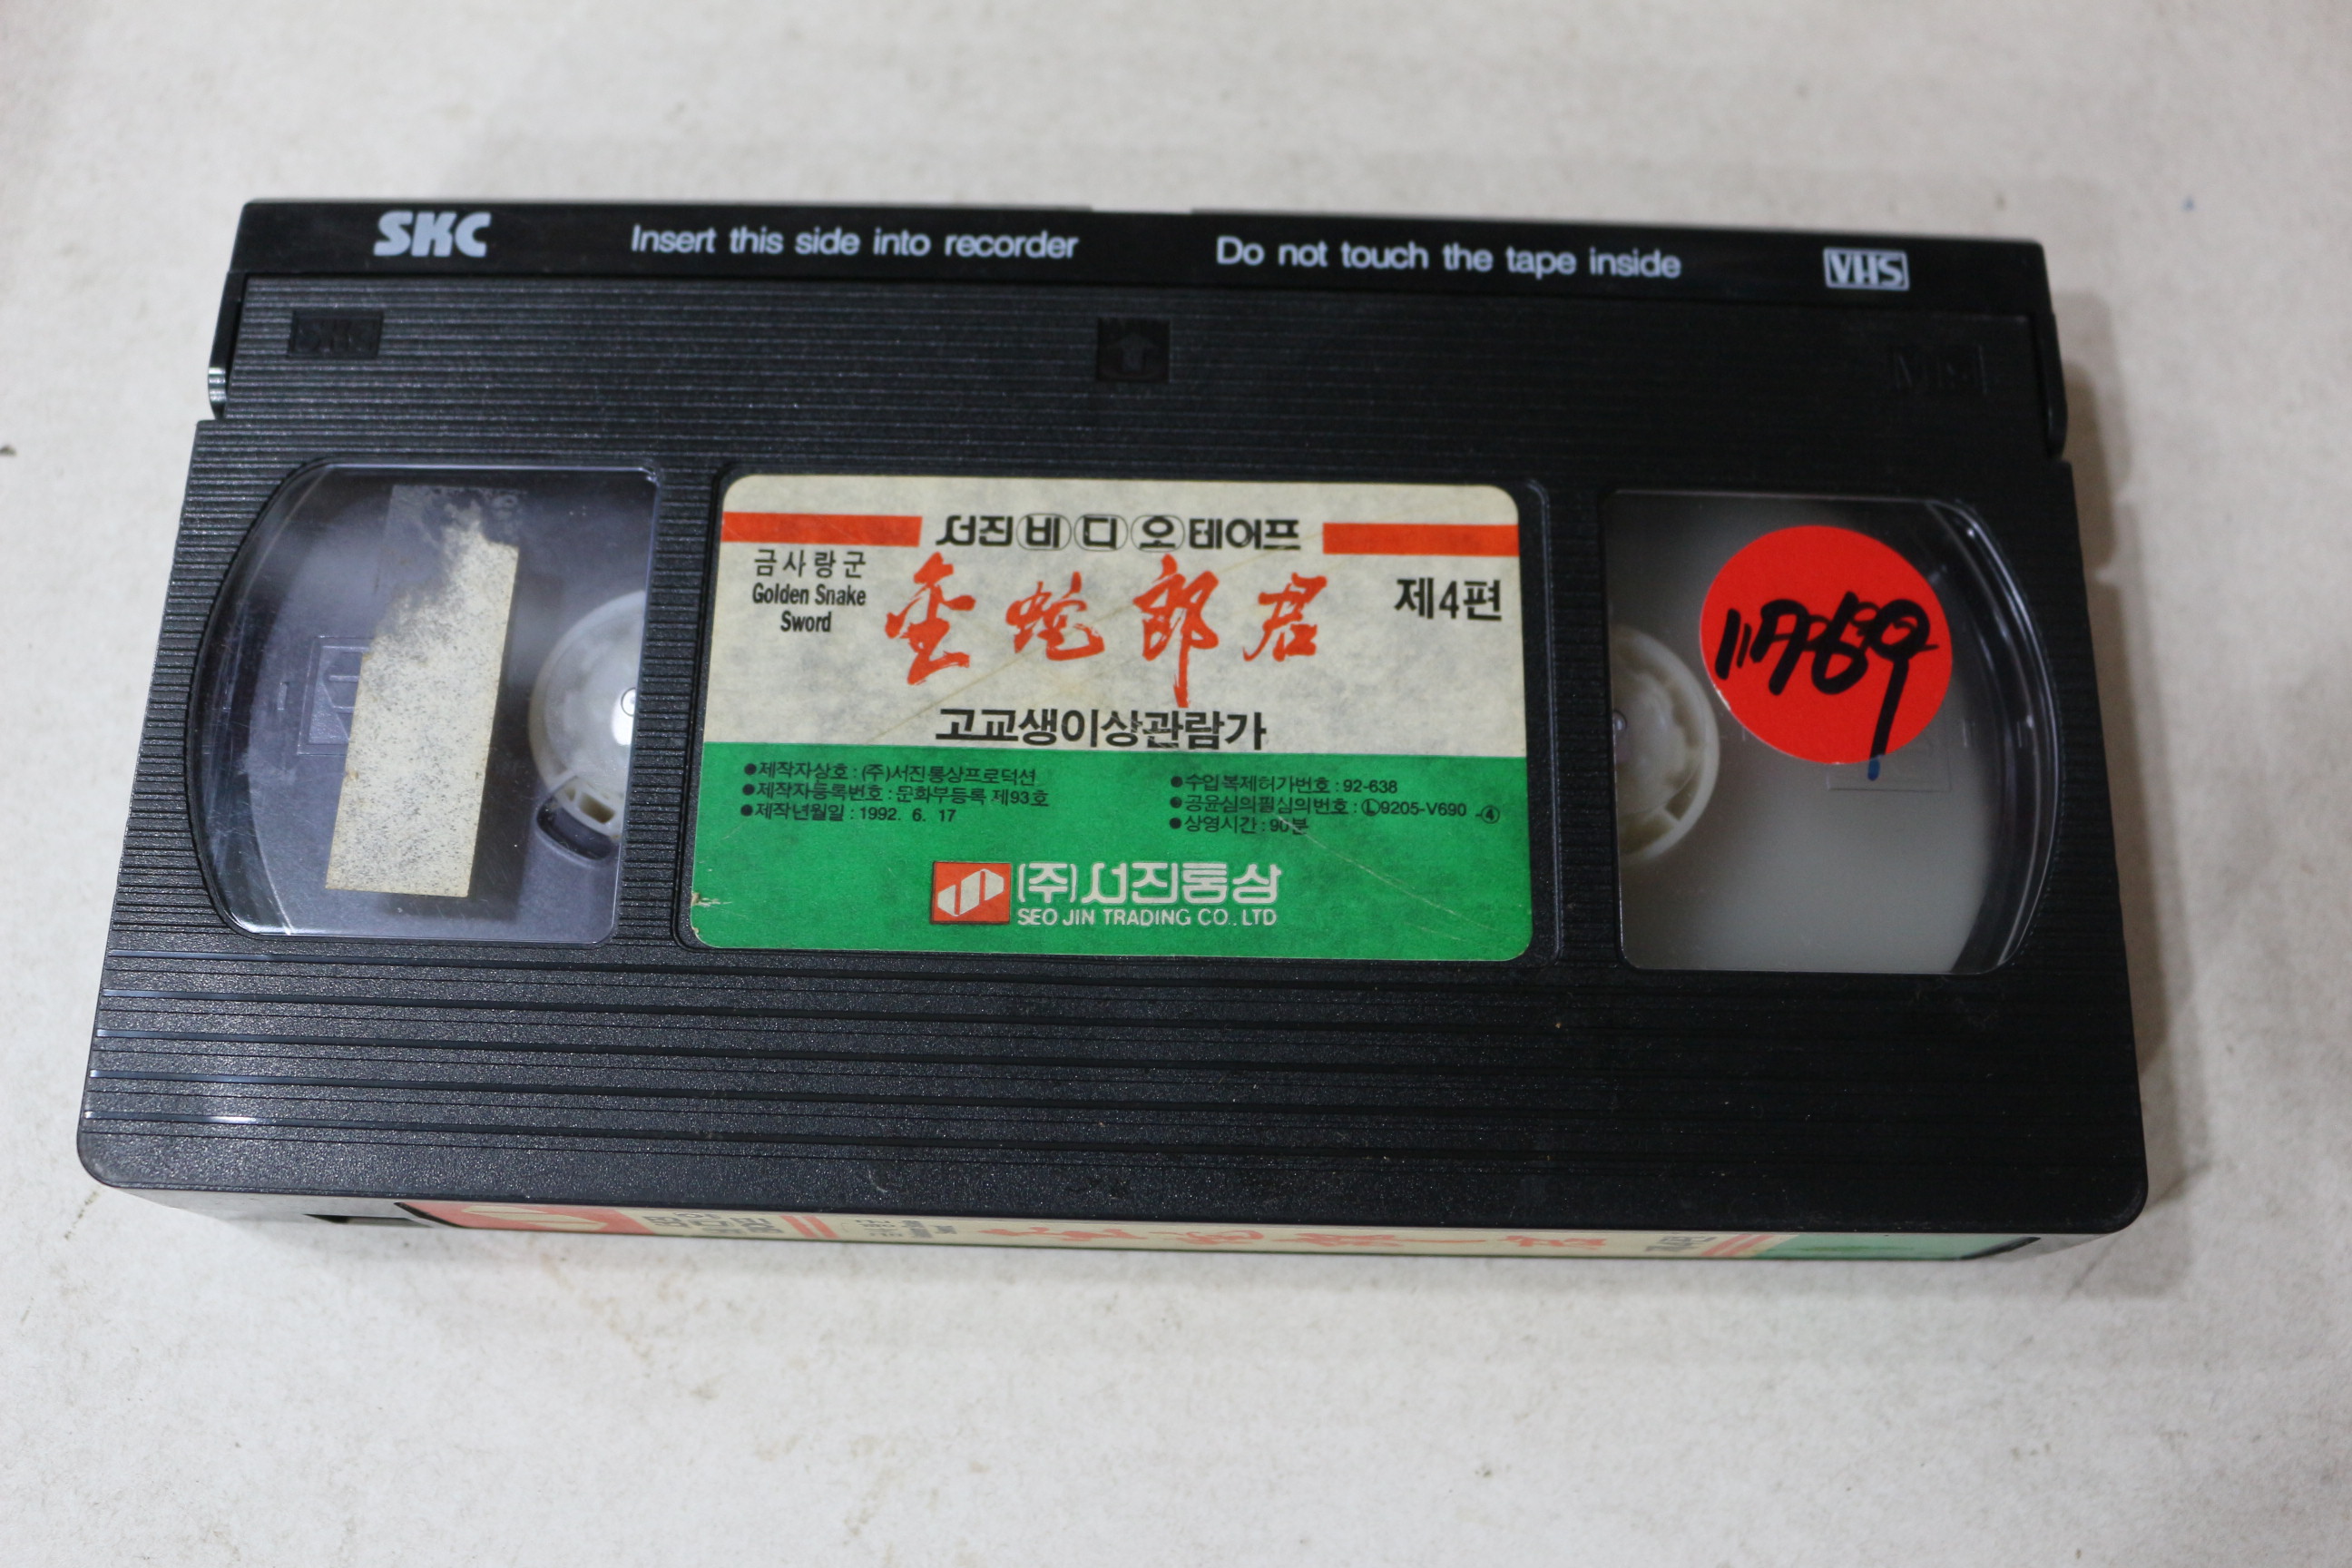 SKC Insert this side into recorder Do not touch the tape inside VHS
서진비디오테이프
금사랑군
Golden Snake
Sword
金蛇郎君
제4편
고교생이상관람가
●제작자상호 : (주)서진통상프로덕션
●제작자등록번호 : 문화부등록 제93호
●제작년월일 : 1992. 6. 17
●수입복제허가번호 : 92-638
●공윤심의필심의번호 : Ⓛ9205-V690 -④
●상영시간 : 90분
(주)서진통상
SEO JIN TRADING CO., LTD